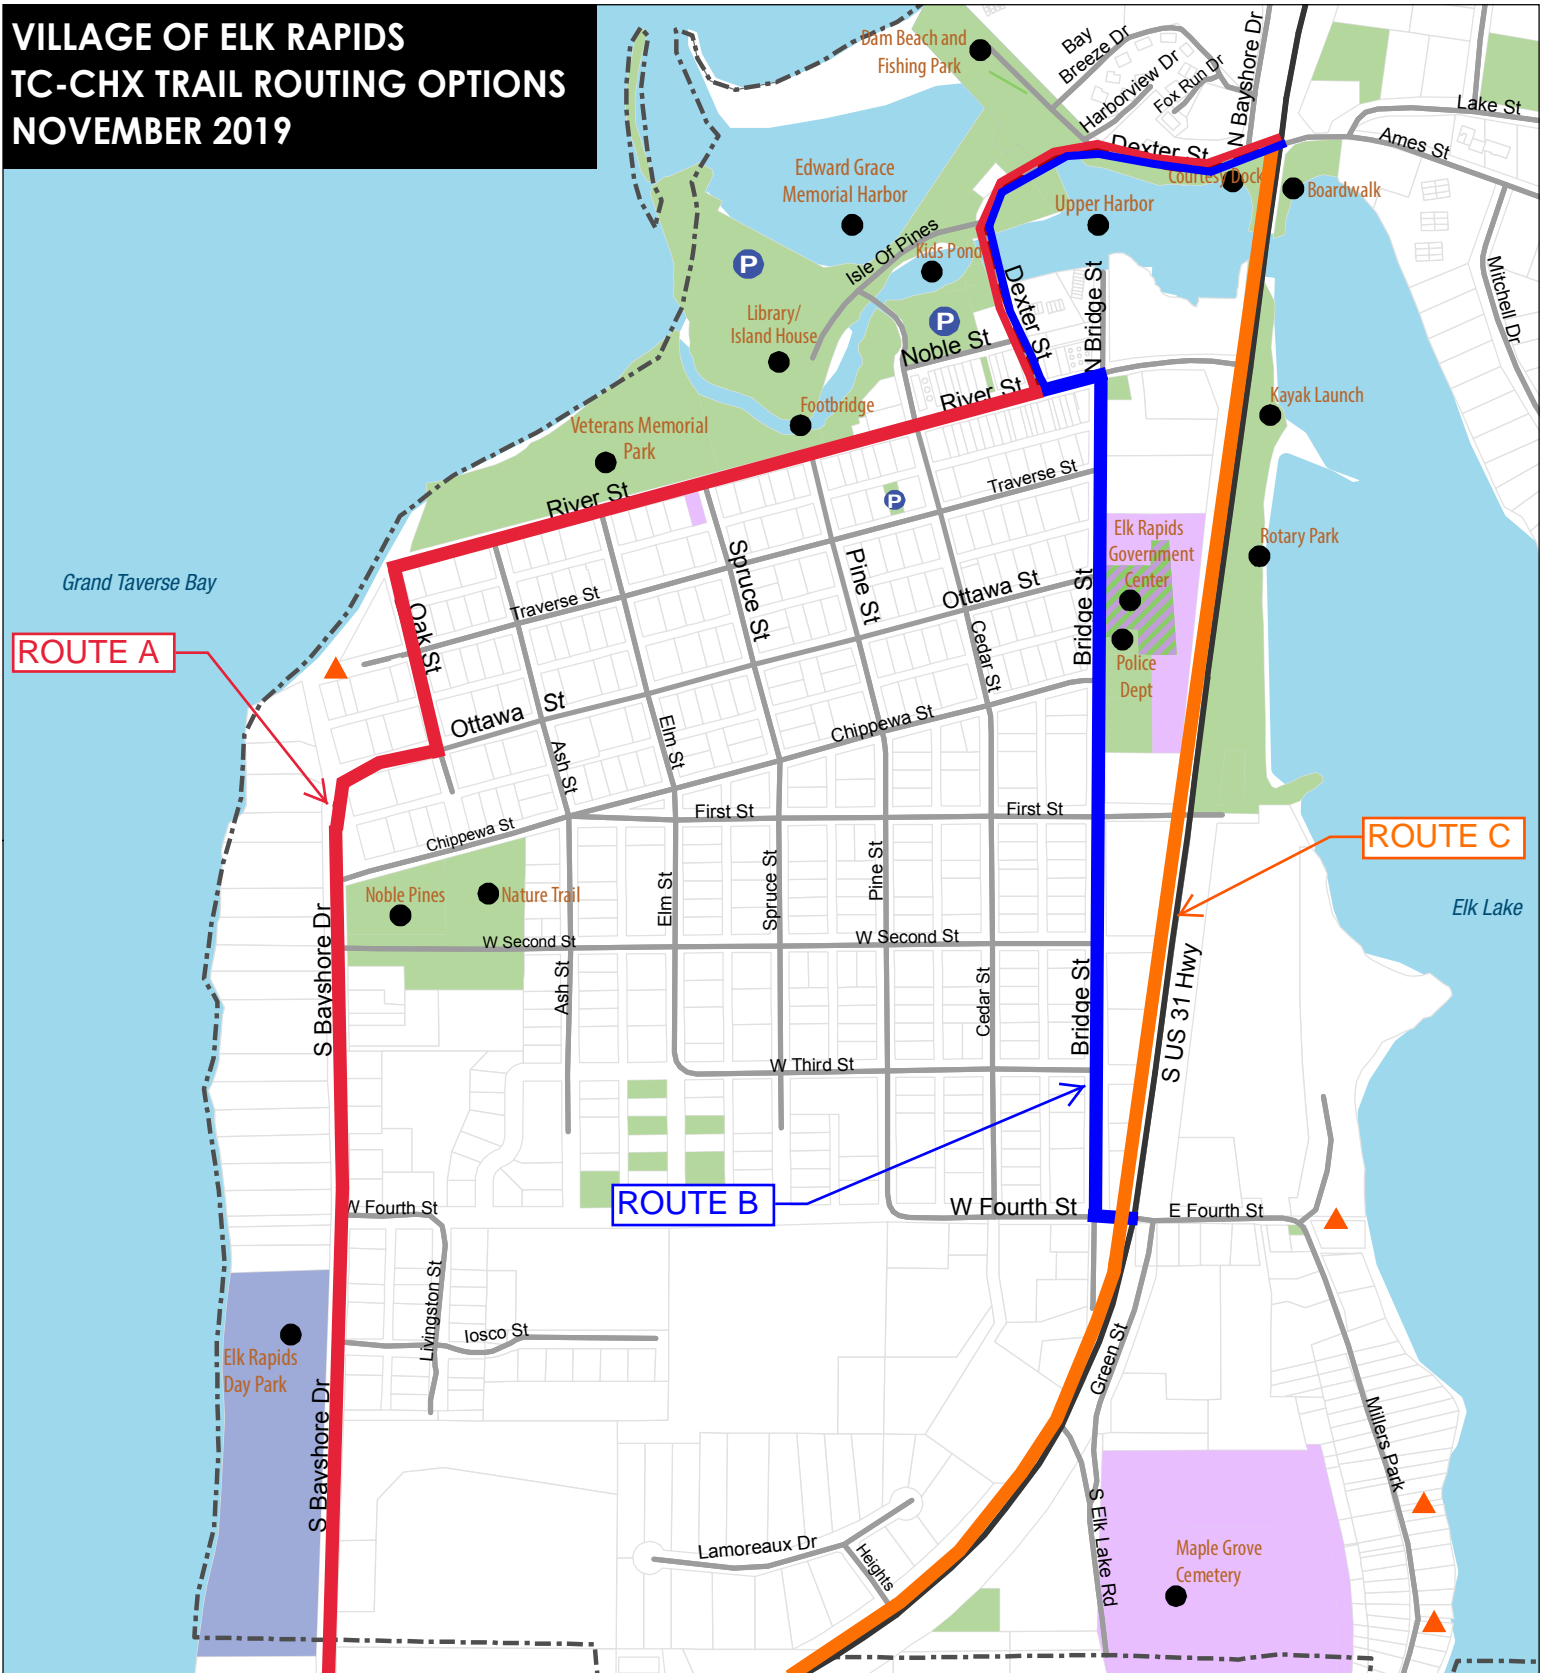 VILLAGE OF ELK RAPIDS
TC-CHX TRAIL ROUTING OPTIONS
NOVEMBER 2019
Dam Beach and
Fishing Park
Bay
Breeze Dr
Harborview Dr
Fox Run Dr
N Bayshore Dr
Lake St
Ames St
Dexter St
Courtesy Dock
Boardwalk
Edward Grace
Memorial Harbor
Upper Harbor
Isle Of Pines
Kids Pond
P
Mitchell Dr
Library/
Island House
P
Noble St
Dexter St
N Bridge St
River St
Kayak Launch
Footbridge
Veterans Memorial
Park
River St
Traverse St
P
Elk Rapids
Government
Center
Rotary Park
Grand Taverse Bay
Spruce St
Pine St
Ottawa St
Bridge St
Traverse St
Oak St
Cedar St
Police
Dept
ROUTE A
Ottawa St
Elm St
Ash St
Chippewa St
First St
First St
Chippewa St
ROUTE C
Noble Pines
Nature Trail
Elm St
Spruce St
Pine St
Elk Lake
S Bayshore Dr
W Second St
W Second St
Ash St
Cedar St
Bridge St
S US 31 Hwy
W Third St
ROUTE B
W Fourth St
W Fourth St
E Fourth St
Livingston St
Iosco St
Elk Rapids
Day Park
S Bayshore Dr
Green St
Millers Park
Lamoreaux Dr
Heights
S Elk Lake Rd
Maple Grove
Cemetery